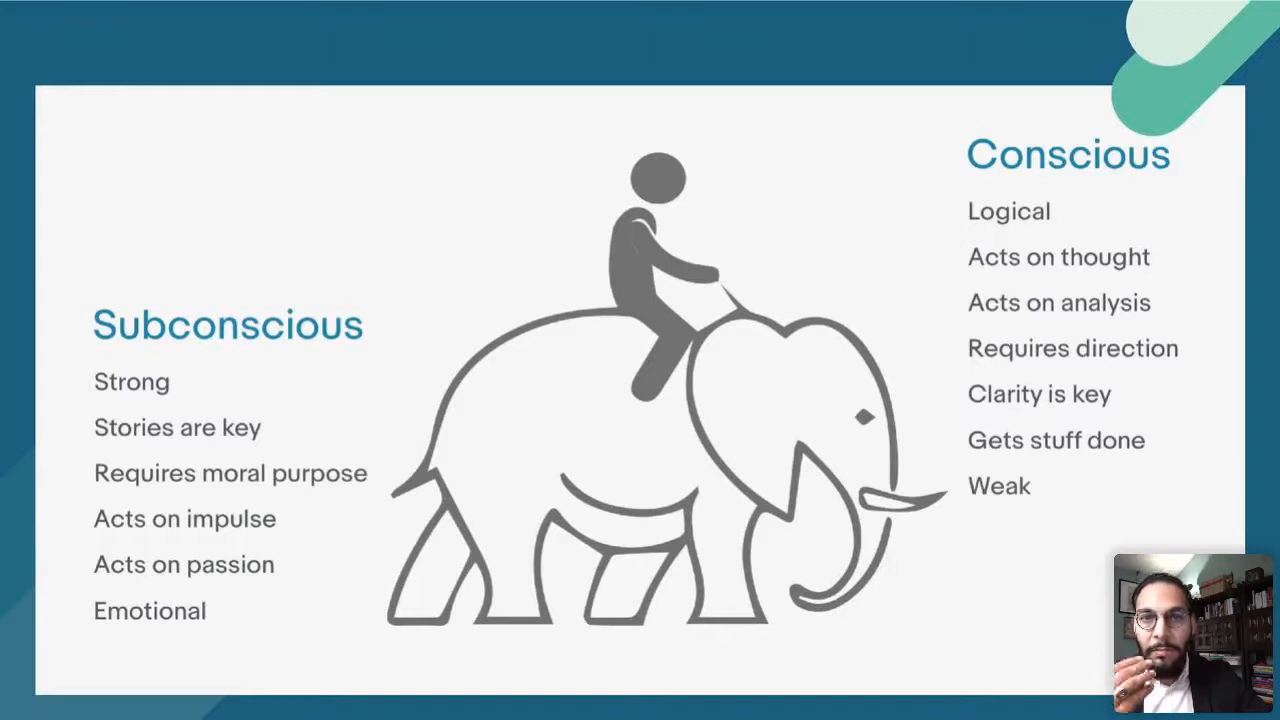 Subconscious
Strong
Stories are key
Requires moral purpose
Acts on impulse
Acts on passion
Emotional
Conscious
Logical
Acts on thought
Acts on analysis
Requires direction
Clarity is key
Gets stuff done
Weak